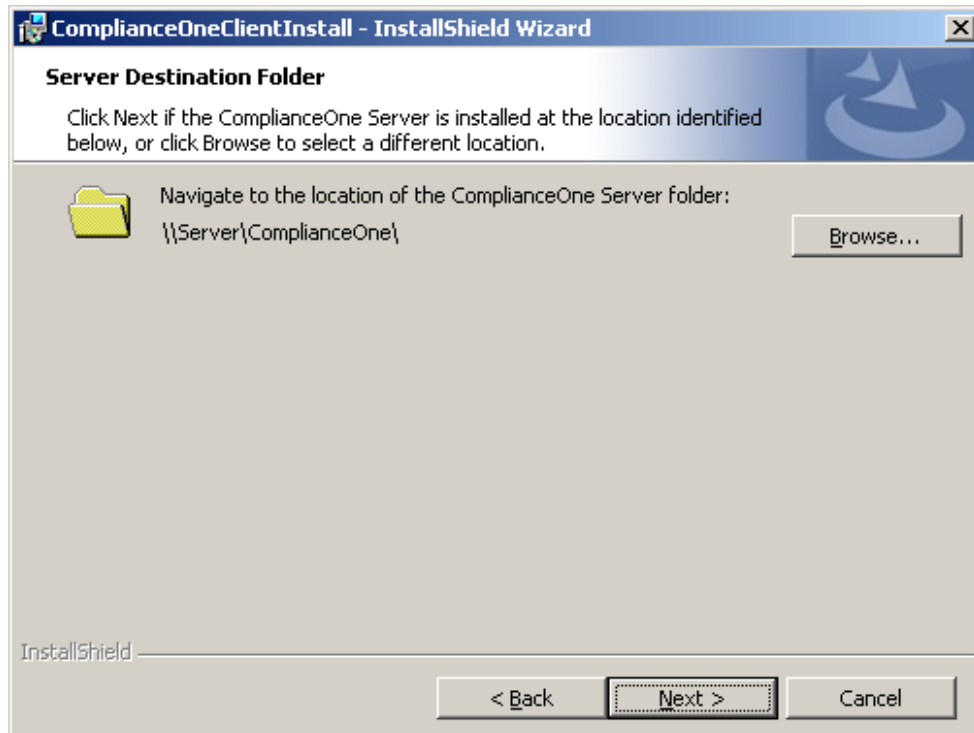 ComplianceOneClientInstall - InstallShield Wizard
Server Destination Folder
Click Next if the ComplianceOne Server is installed at the location identified
below, or click Browse to select a different location.
Navigate to the location of the ComplianceOne Server folder:
\\Server\ComplianceOne\
Browse...
InstallShield
< Back
Next >
Cancel